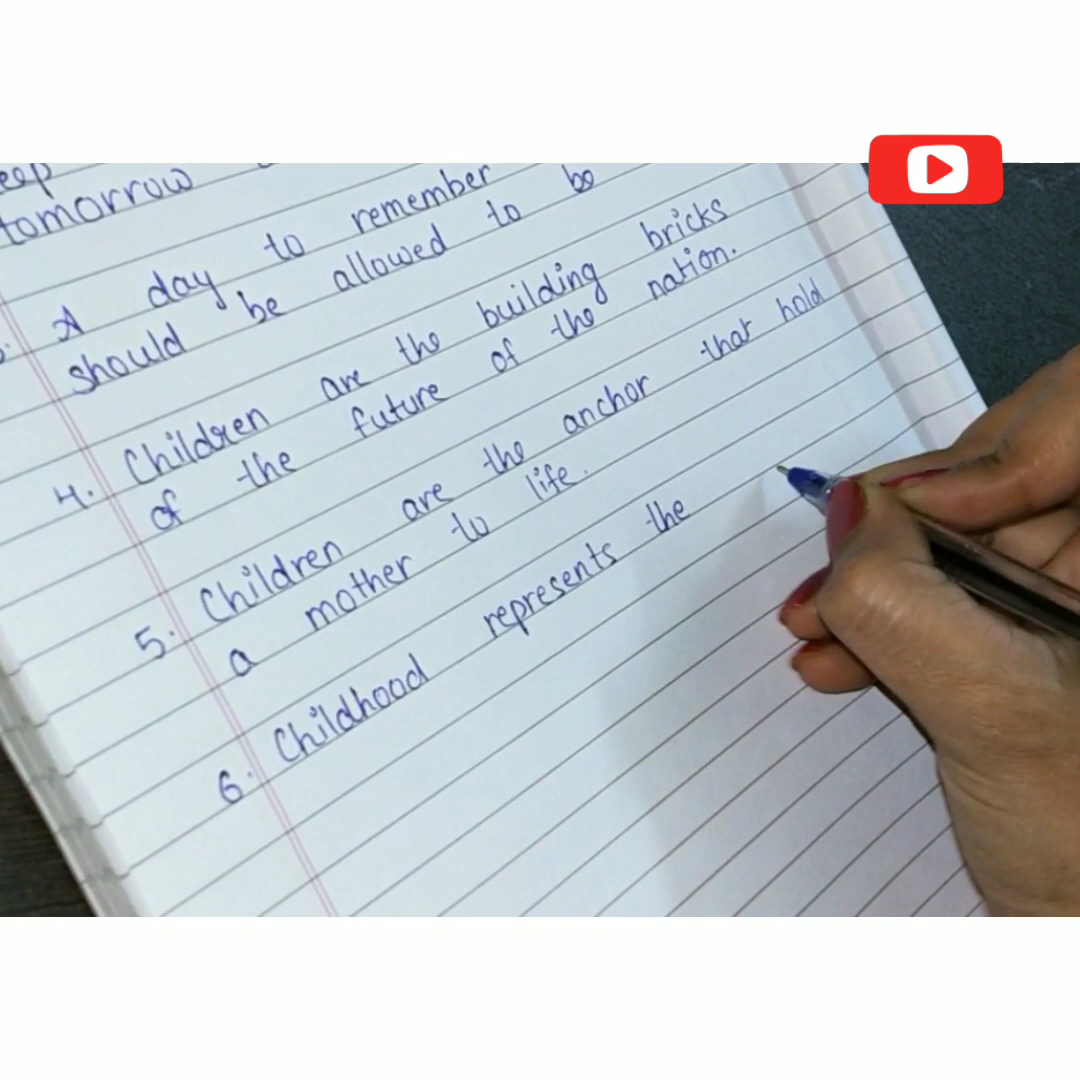 tomorrow
A day to remember
should be allowed to be
4. Children are the building bricks
of the future of the nation.
5. Children are the anchor that hold
a mother to life.
6. Childhood represents the